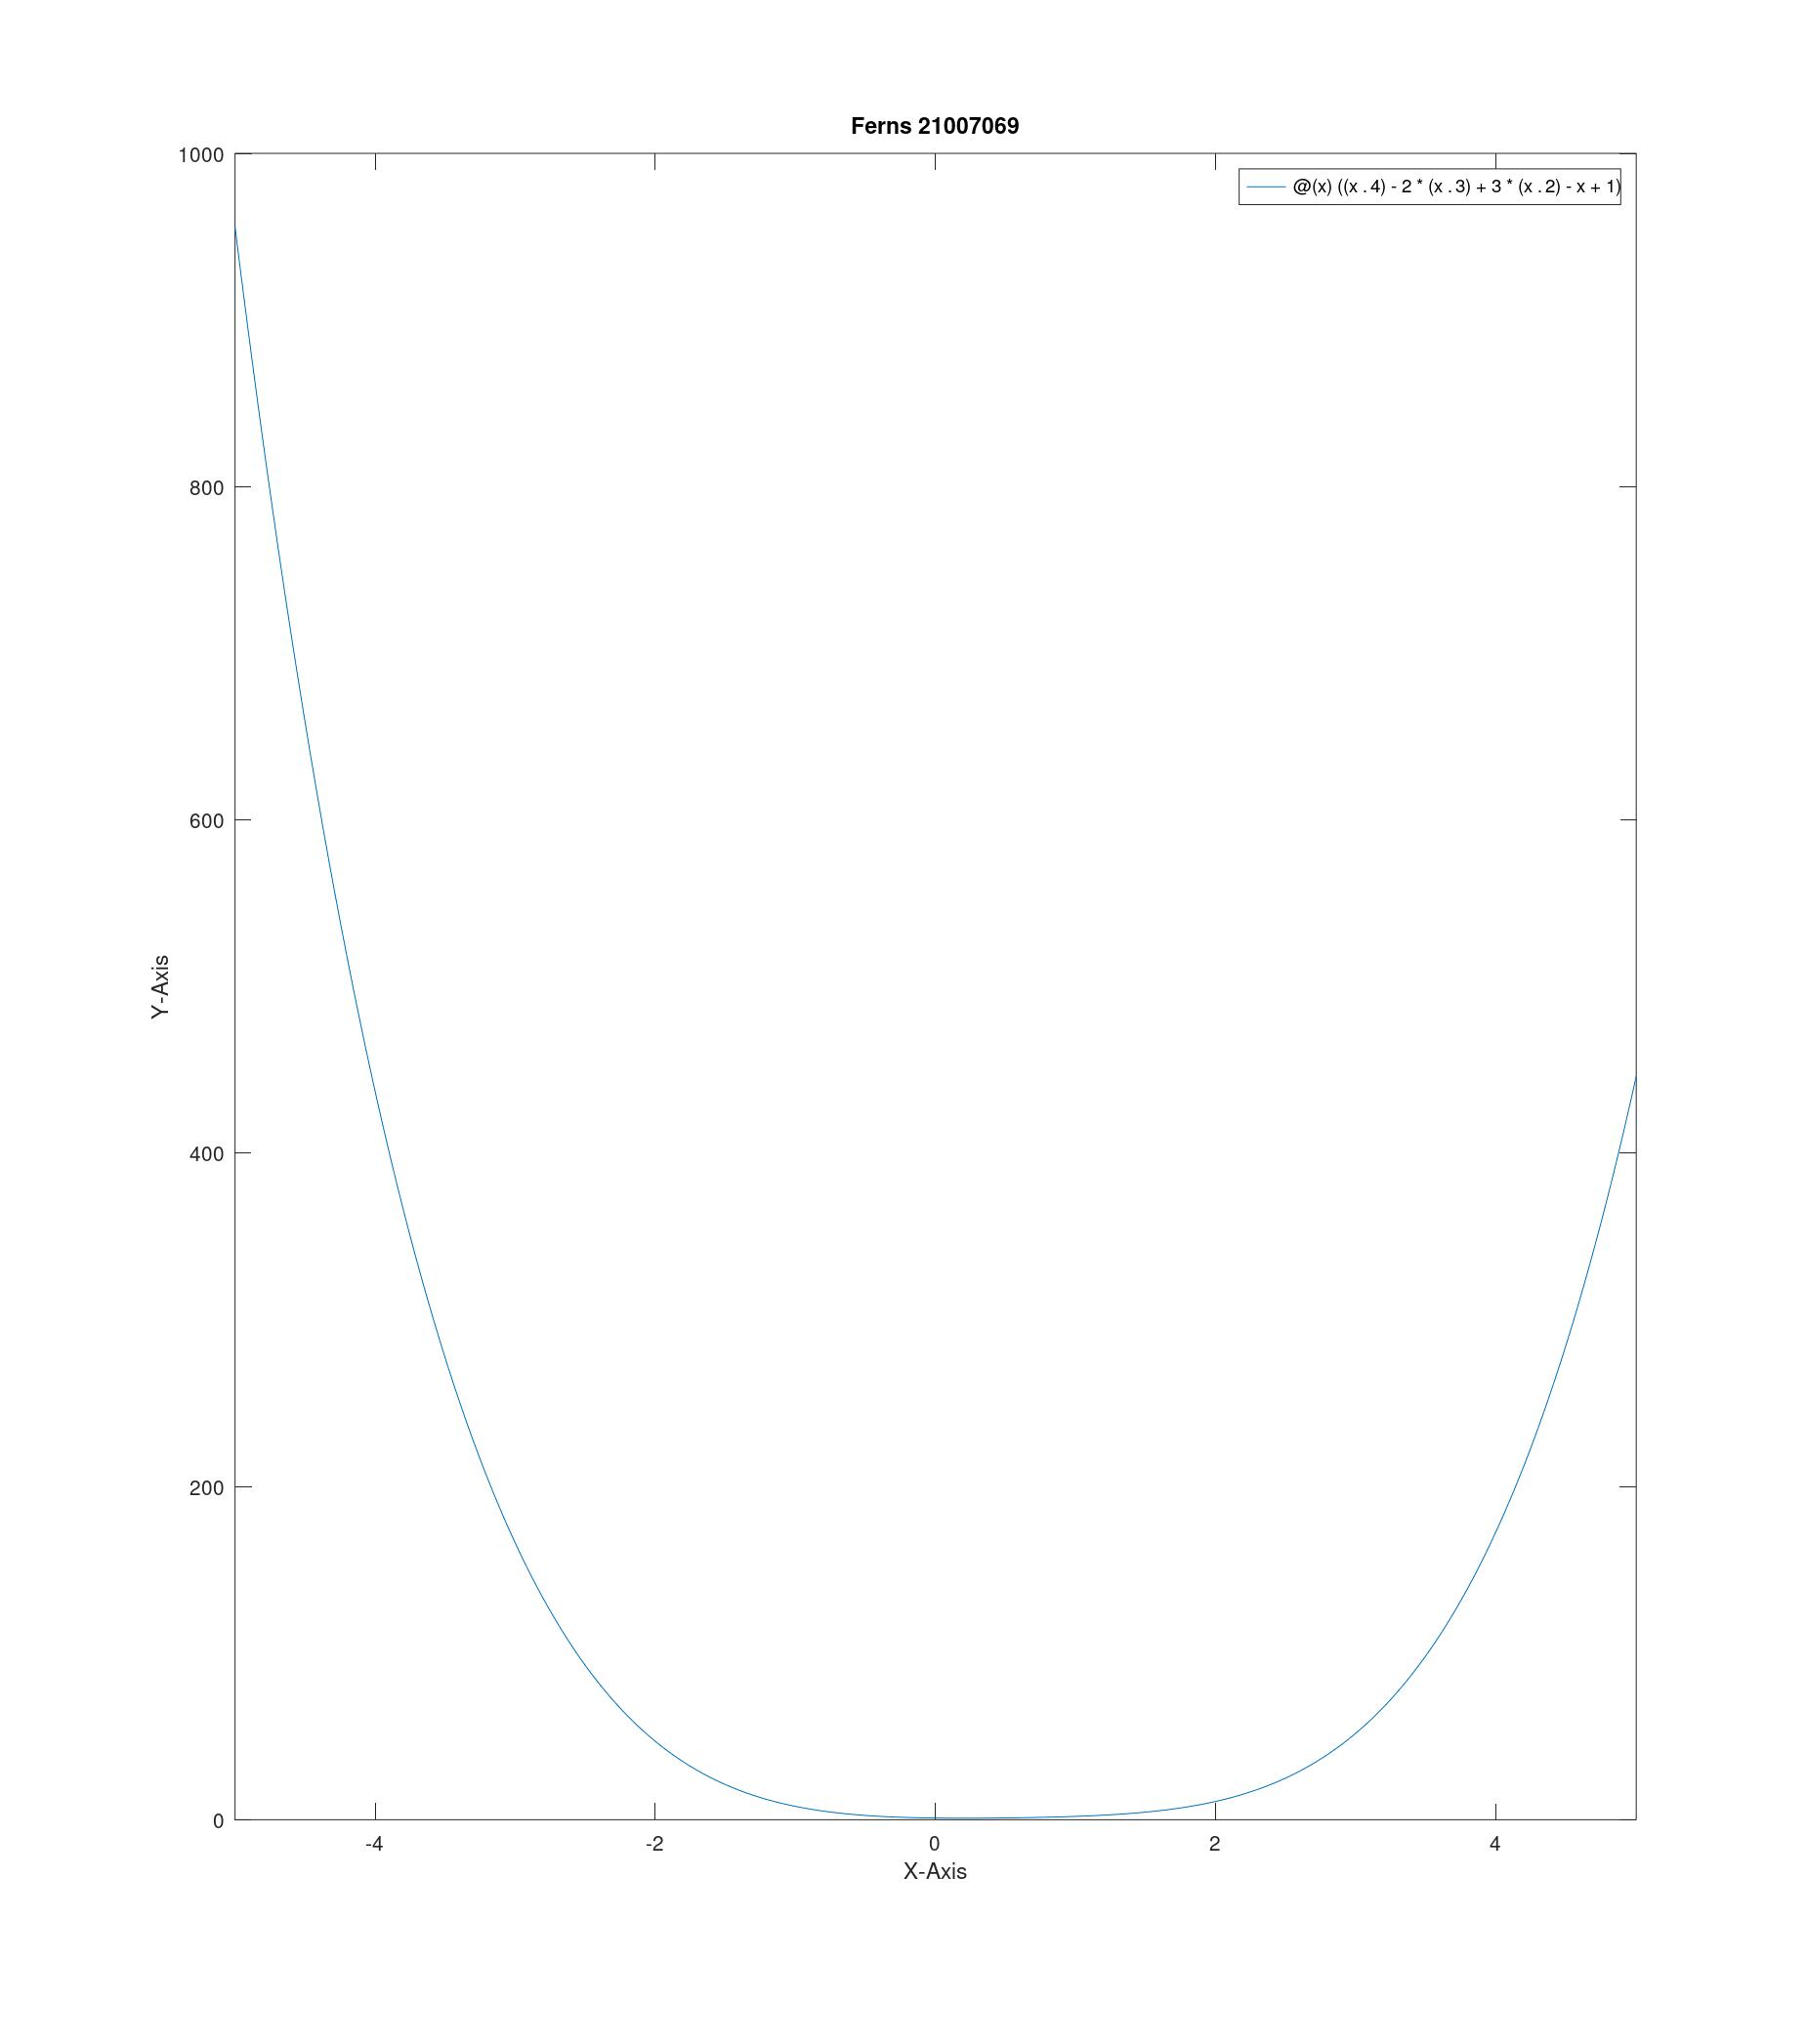 Ferns 21007069
@(x) ((x . 4) - 2 * (x . 3) + 3 * (x . 2) - x + 1)
1000
800
600
400
200
0
Y-Axis
-4
-2
0
2
4
X-Axis